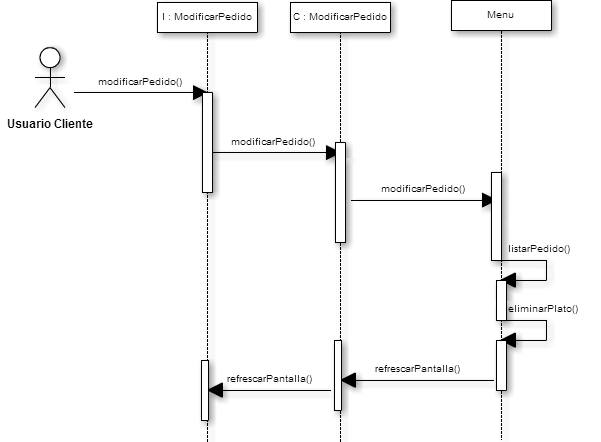 I : ModificarPedido
C : ModificarPedido
Menu
modificarPedido()
Usuario Cliente
modificarPedido()
modificarPedido()
listarPedido()
eliminarPlato()
refrescarPantalla()
refrescarPantalla()